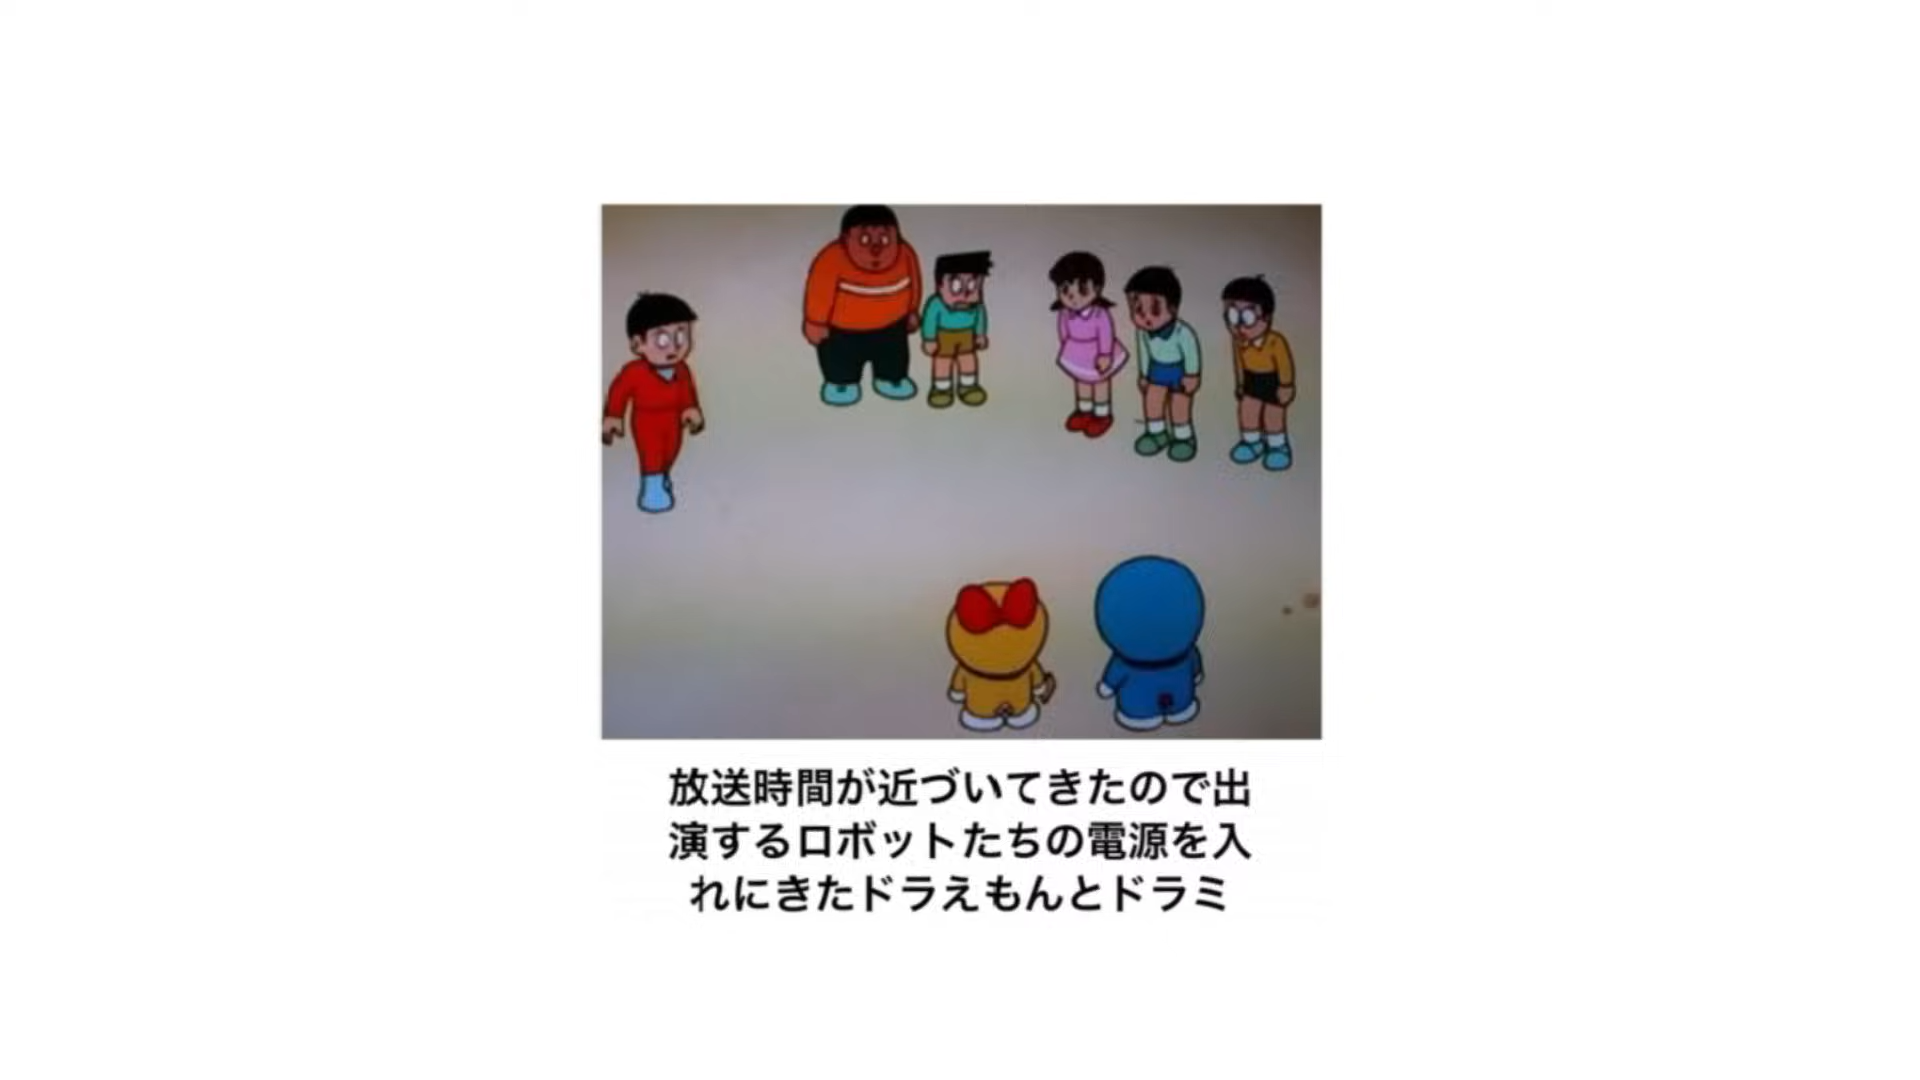 放送時間が近づいてきたので出
演するロボットたちの電源を入
れにきたドラえもんとドラミ